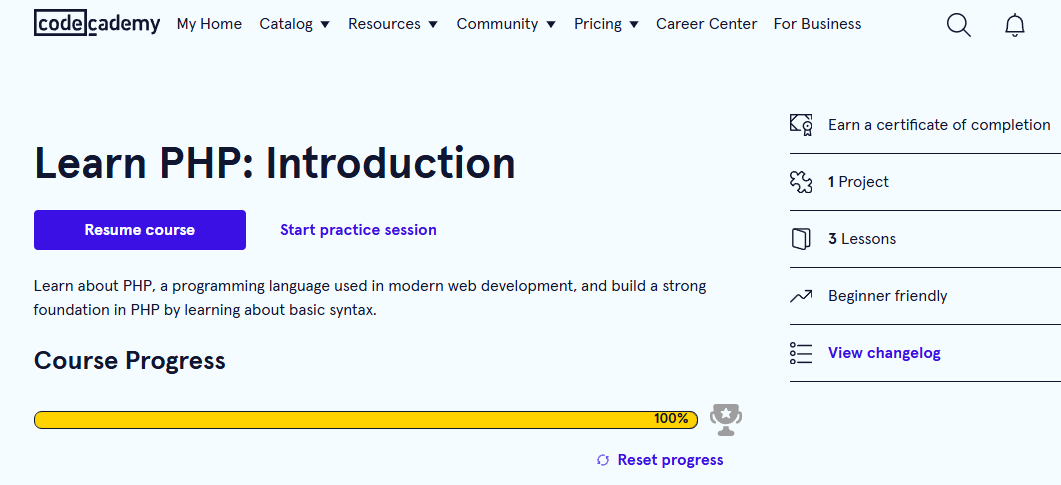 codecademy My Home Catalog Resources Community Pricing Career Center For Business
Learn PHP: Introduction
Resume course Start practice session
Learn about PHP, a programming language used in modern web development, and build a strong
foundation in PHP by learning about basic syntax.
Course Progress
100%
Reset progress
Earn a certificate of completion
1 Project
3 Lessons
Beginner friendly
View changelog